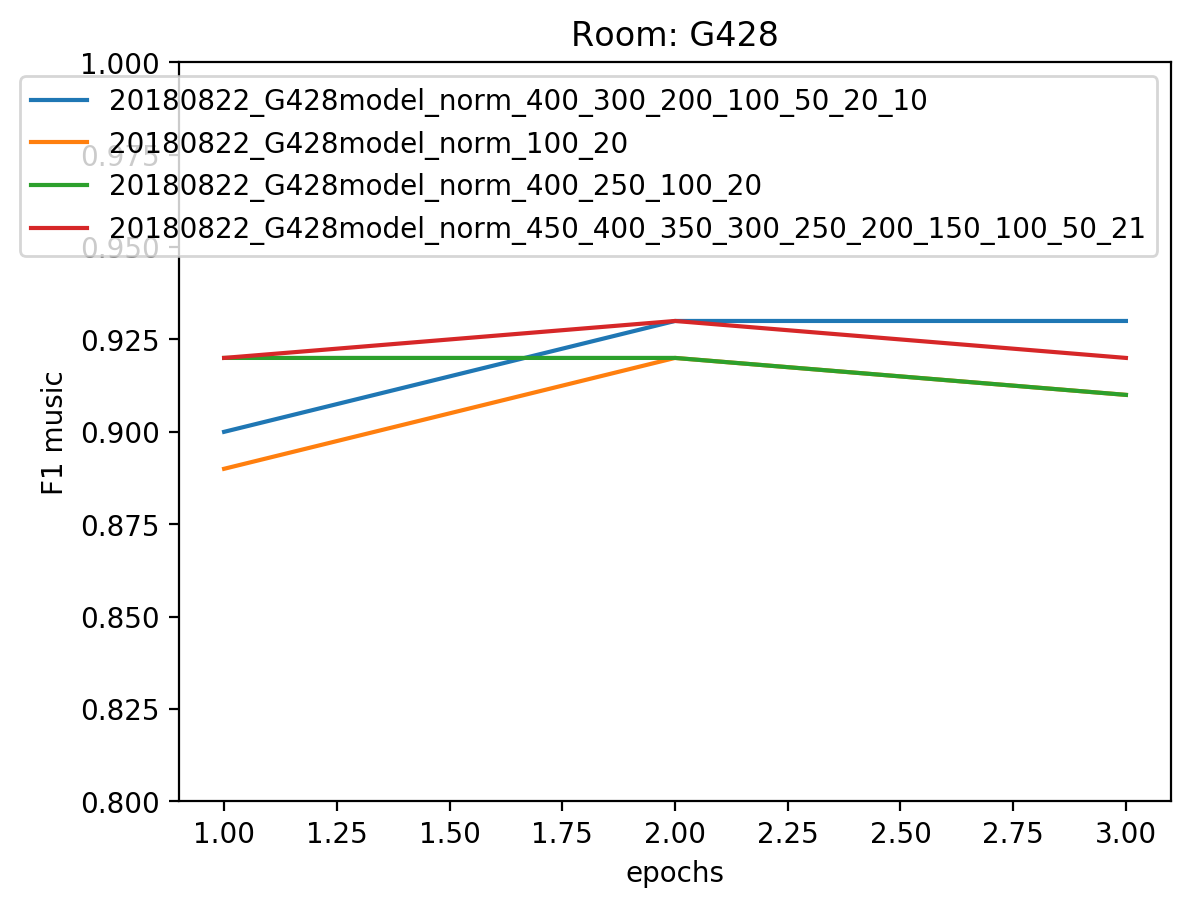 Room: G428
1.000
20180822_G428model_norm_400_300_200_100_50_20_10
20180822_G428model_norm_100_20
0.975
20180822_G428model_norm_400_250_100_20
20180822_G428model_norm_450_400_350_300_250_200_150_100_50_21
0.950
0.925
0.900
F1 music
0.875
0.850
0.825
0.800
1.00 1.25 1.50 1.75 2.00 2.25 2.50 2.75 3.00
epochs